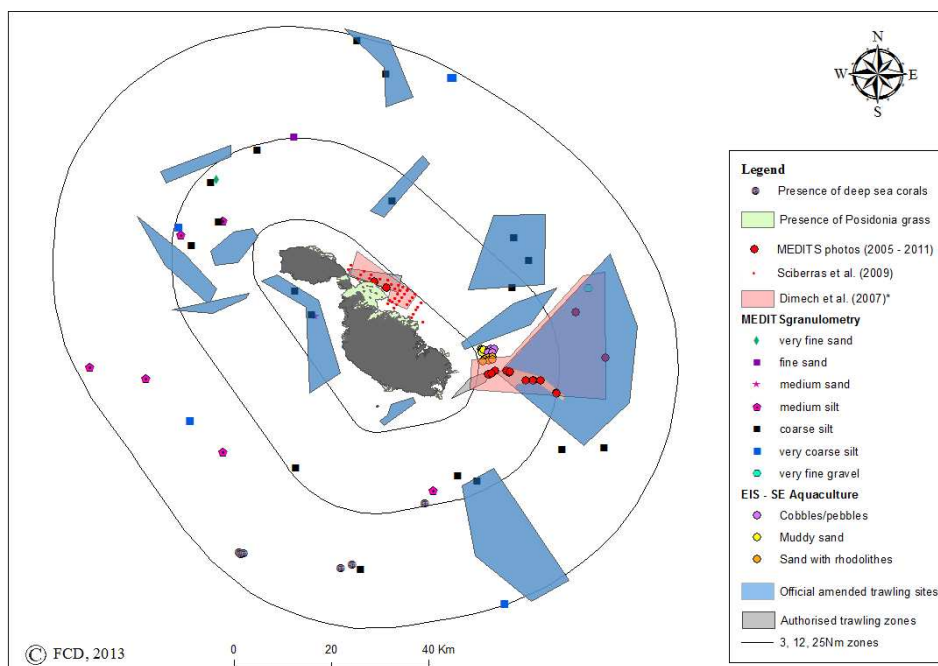 N
W E
S
Legend
Presence of deep sea corals
Presence of Posidonia grass
MEDITS photos (2005 - 2011)
Sciberras et al. (2009)
Dimech et al. (2007)*
MEDITSgranulometry
very fine sand
fine sand
medium sand
medium silt
coarse silt
very coarse silt
very fine gravel
EIS - SE Aquaculture
Cobbles/pebbles
Muddy sand
Sand with rhodolithes
Official amended trawling sites
Authorised trawling zones
3, 12, 25Nm zones
© FCD, 2013
0 20 40 Km